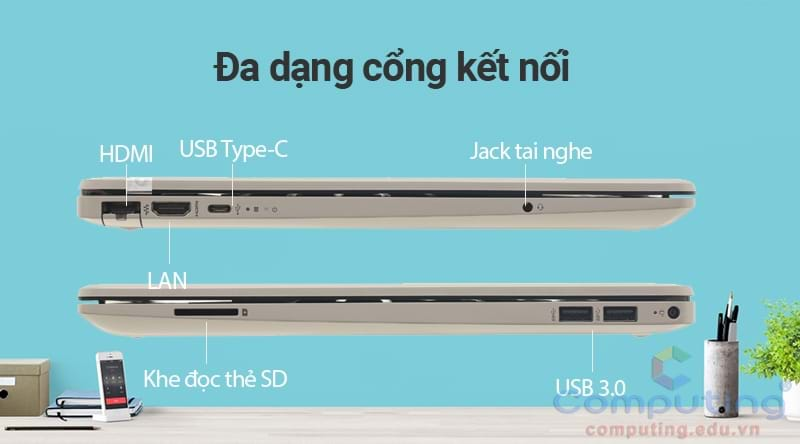 Đa dạng cổng kết nối
HDMI
USB Type-C
Jack tai nghe
HDMI
LAN
Khe đọc thẻ SD
USB 3.0
Computing®
computing.edu.vn